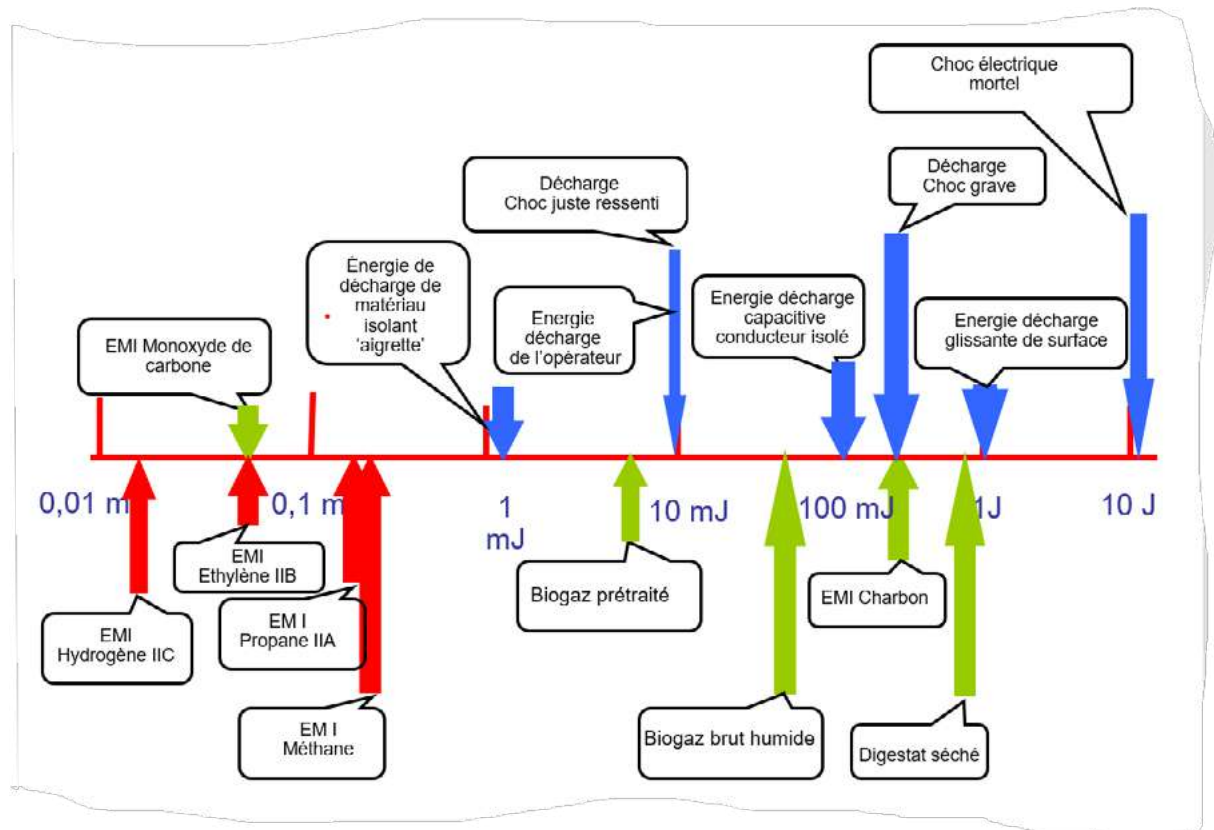 Choc électrique
mortel
Décharge
Choc juste ressenti
Décharge
Choc grave
Énergie de
décharge de
matériau
isolant
'aigrette'
Energie
décharge
de l'opérateur
Energie décharge
capacitive
conducteur isolé
Energie décharge
glissante de surface
EMI Monoxyde de
carbone
0,01 m
0,1 m
1
mJ
10 mJ
100 mJ
1J
10 J
EMI
Ethylène IIB
EMI
Hydrogène IIC
EM I
Propane IIA
EM I
Méthane
Biogaz prétraité
EMI Charbon
Biogaz brut humide
Digestat séché